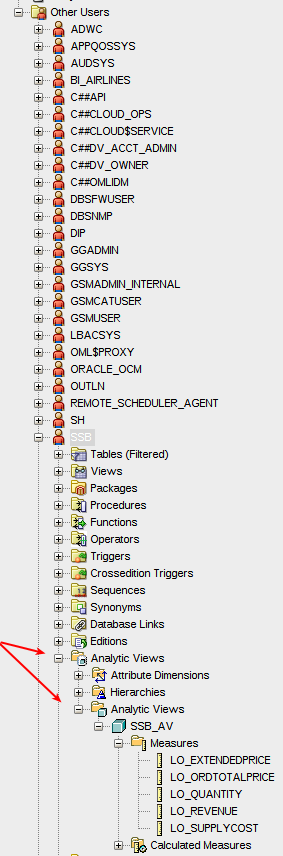 Other Users
ADWC
APPQOSSYS
AUDSYS
BI_AIRLINES
C##API
C##CLOUD_OPS
C##CLOUD$SERVICE
C##DV_ACCT_ADMIN
C##DV_OWNER
C##OMLIDM
DBSFWUSER
DBSNMP
DIP
GGADMIN
GGSYS
GSMADMIN_INTERNAL
GSMCATUSER
GSMUSER
LBACSYS
OML$PROXY
ORACLE_OCM
OUTLN
REMOTE_SCHEDULER_AGENT
SH
SSB
Tables (Filtered)
Views
Packages
Procedures
Functions
Operators
Triggers
Crossedition Triggers
Sequences
Synonyms
Database Links
Editions
Analytic Views
Attribute Dimensions
Hierarchies
Analytic Views
SSB_AV
Measures
LO_EXTENDEDPRICE
LO_ORDTOTALPRICE
LO_QUANTITY
LO_REVENUE
LO_SUPPLYCOST
Calculated Measures